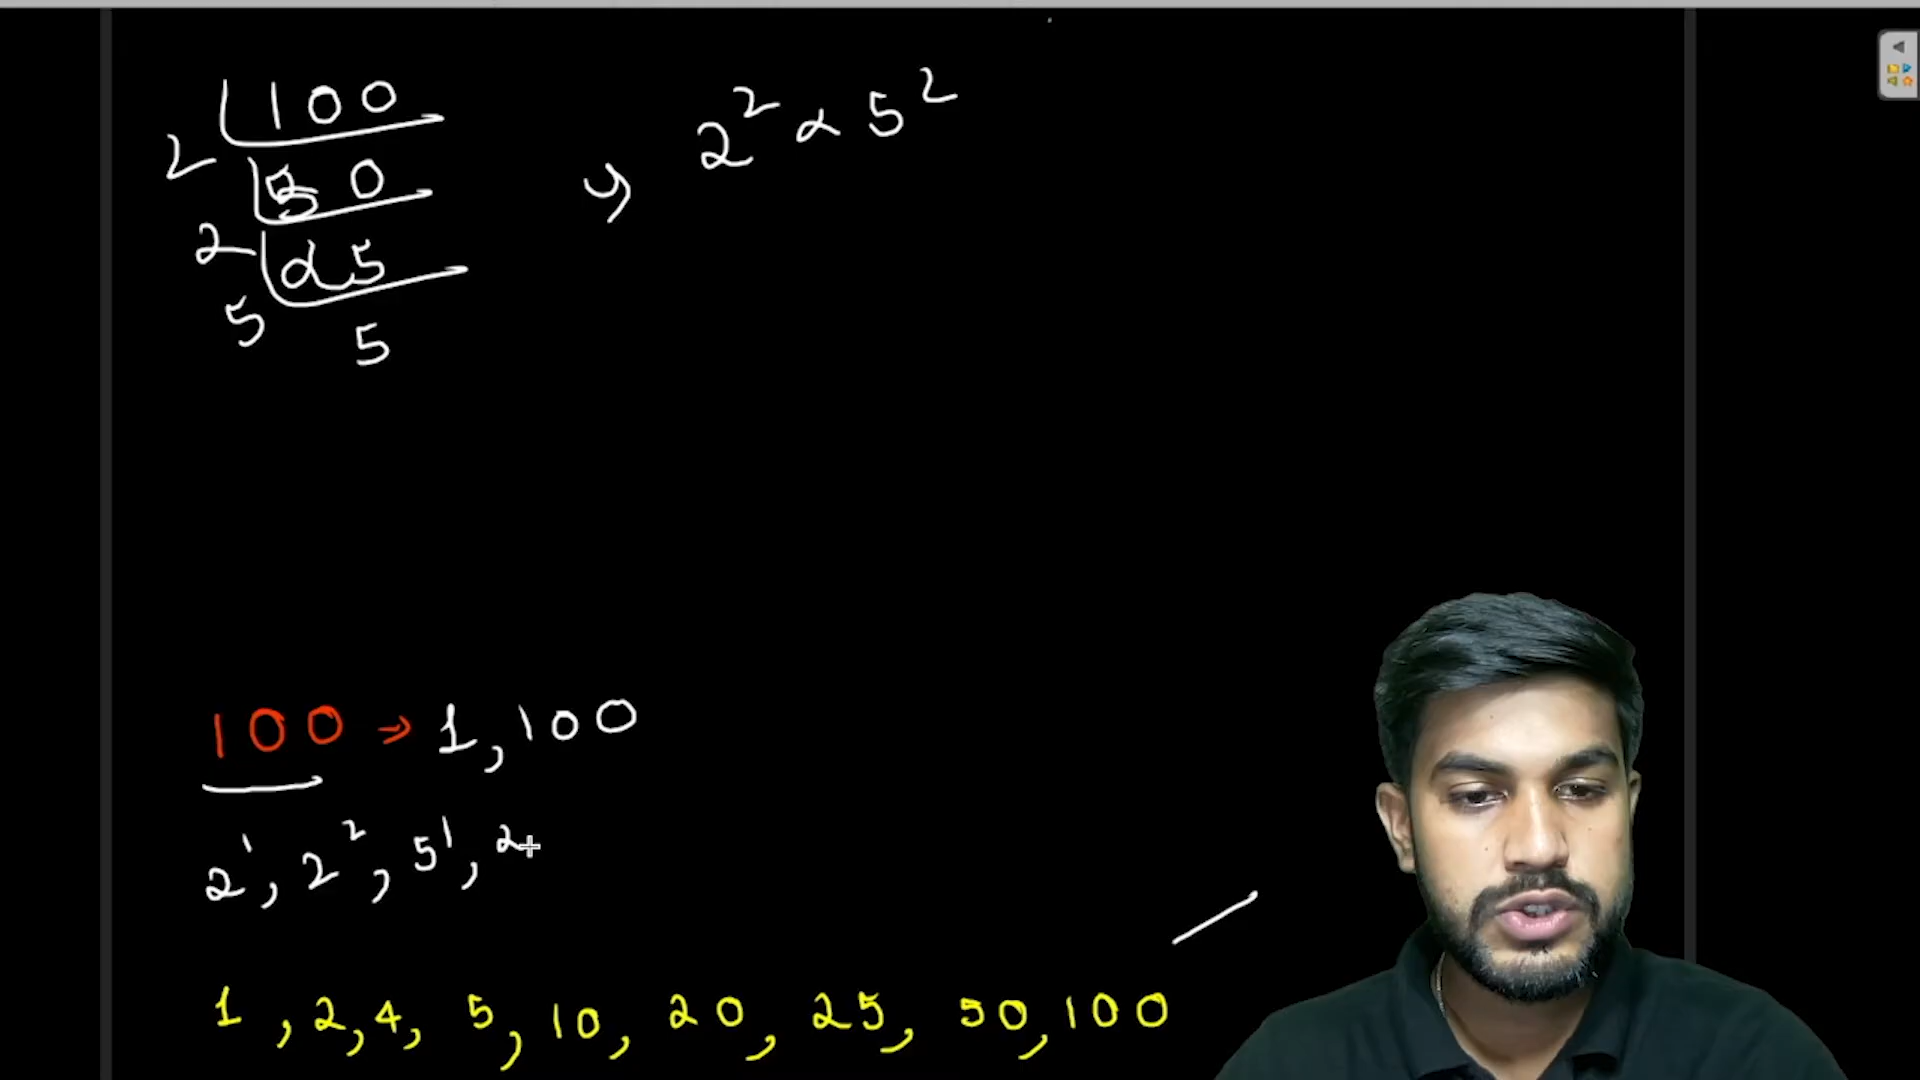 100
2 50
2 25
5 5
⇒ 2² × 5²
100 ⇒ 1, 100
2¹, 2², 5¹, 2
1, 2, 4, 5, 10, 20, 25, 50, 100